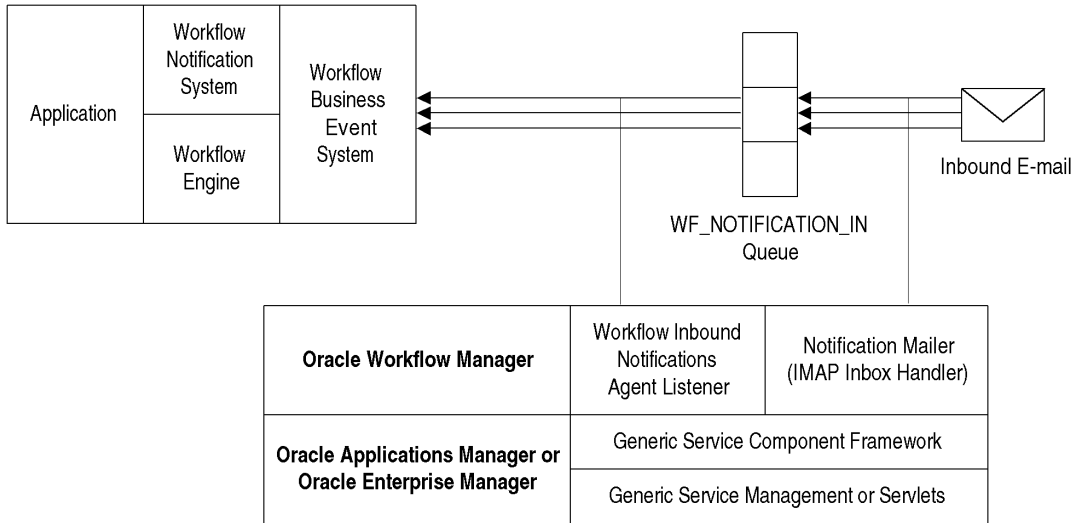 Application
Workflow
Notification
System
Workflow
Engine
Workflow
Business
Event
System
WF_NOTIFICATION_IN
Queue
Inbound E-mail
Oracle Workflow Manager
Workflow Inbound
Notifications
Agent Listener
Notification Mailer
(IMAP Inbox Handler)
Oracle Applications Manager or
Oracle Enterprise Manager
Generic Service Component Framework
Generic Service Management or Servlets